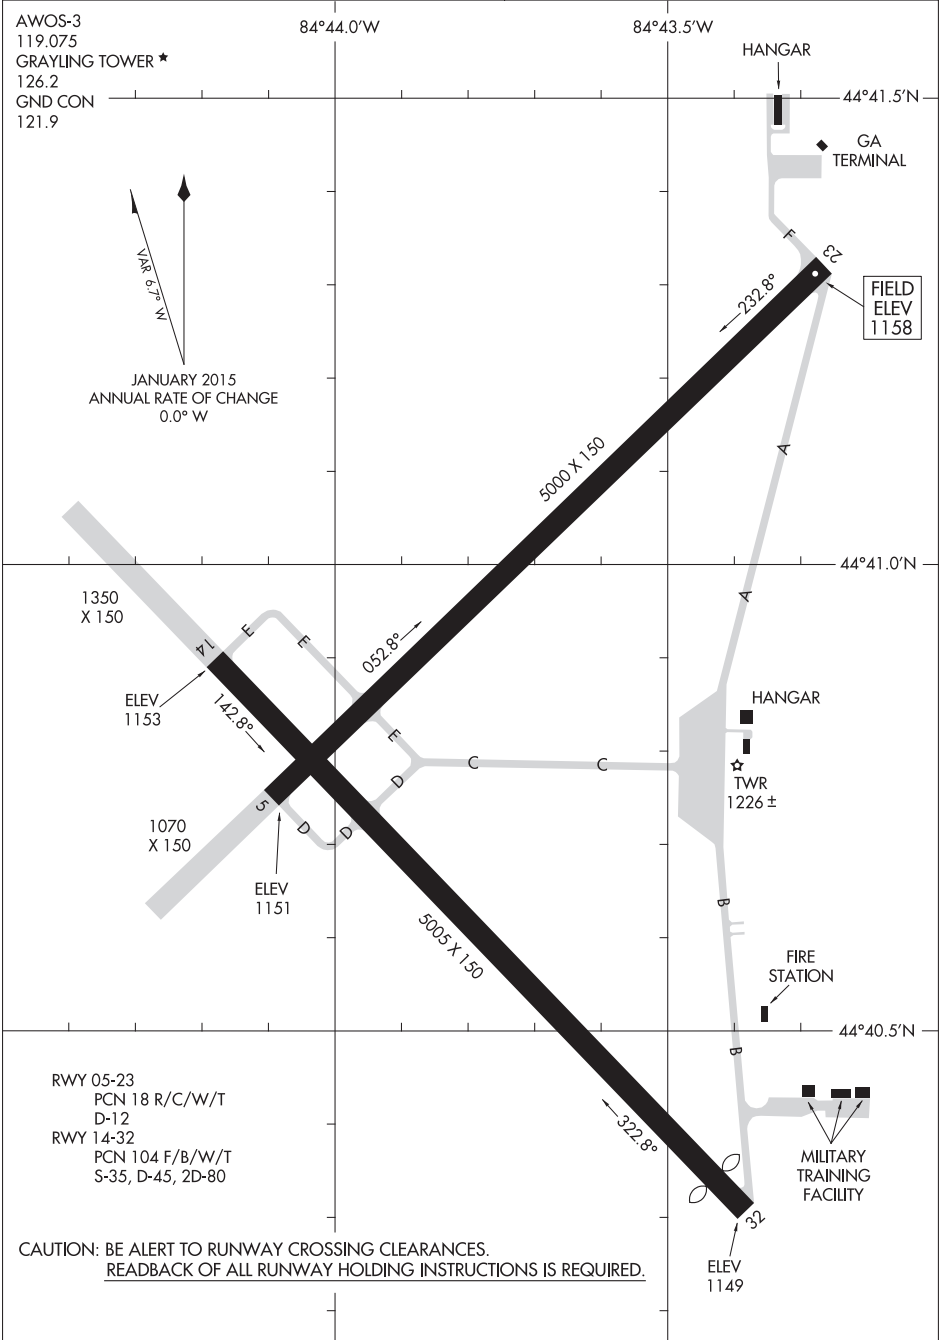 AWOS-3
119.075
GRAYLING TOWER ★
126.2
GND CON
121.9
84°44.0'W
84°43.5'W
HANGAR
44°41.5'N
GA
TERMINAL
F
23
FIELD
ELEV
1158
232.8°
VAR 6.7° W
JANUARY 2015
ANNUAL RATE OF CHANGE
0.0° W
A
5000 X 150
44°41.0'N
1350
X 150
A
E
E
14
052.8°
ELEV
1153
142.8°
HANGAR
E
C
C
D
TWR
1226 ±
5
1070
X 150
D
D
ELEV
1151
B
5005 X 150
FIRE
STATION
44°40.5'N
B
RWY 05-23
PCN 18 R/C/W/T
D-12
RWY 14-32
PCN 104 F/B/W/T
S-35, D-45, 2D-80
322.8°
MILITARY
TRAINING
FACILITY
32
CAUTION: BE ALERT TO RUNWAY CROSSING CLEARANCES.
READBACK OF ALL RUNWAY HOLDING INSTRUCTIONS IS REQUIRED.
ELEV
1149